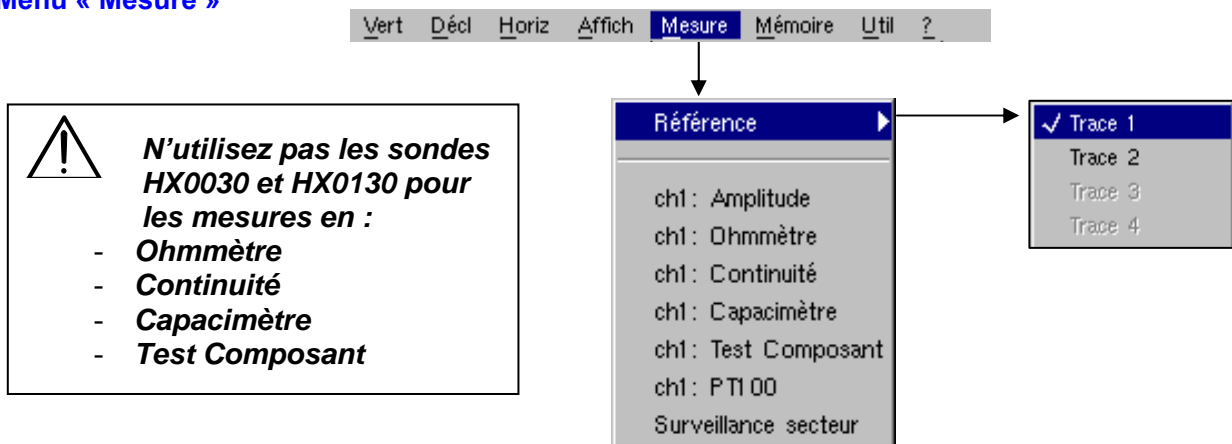 Menu « Mesure »
Vert Décl Horiz Affich Mesure Mémoire Util ?
N’utilisez pas les sondes
HX0030 et HX0130 pour
les mesures en :
- Ohmmètre
- Continuité
- Capacimètre
- Test Composant
Référence
ch1: Amplitude
ch1: Ohmmètre
ch1: Continuité
ch1: Capacimètre
ch1: Test Composant
ch1: PT100
Surveillance secteur
✓ Trace 1
Trace 2
Trace 3
Trace 4